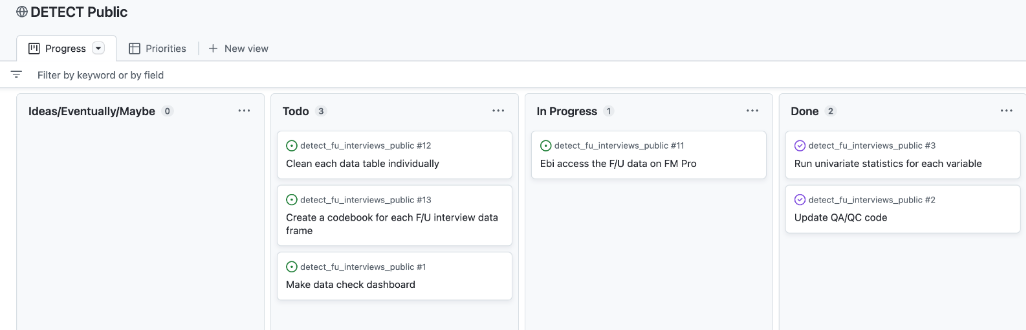 DETECT Public
Progress
Priorities
New view
Filter by keyword or by field
Ideas/Eventually/Maybe 0
Todo 3
detect_fu_interviews_public #12
Clean each data table individually
detect_fu_interviews_public #13
Create a codebook for each F/U interview data
frame
detect_fu_interviews_public #1
Make data check dashboard
In Progress 1
detect_fu_interviews_public #11
Ebi access the F/U data on FM Pro
Done 2
detect_fu_interviews_public #3
Run univariate statistics for each variable
detect_fu_interviews_public #2
Update QA/QC code